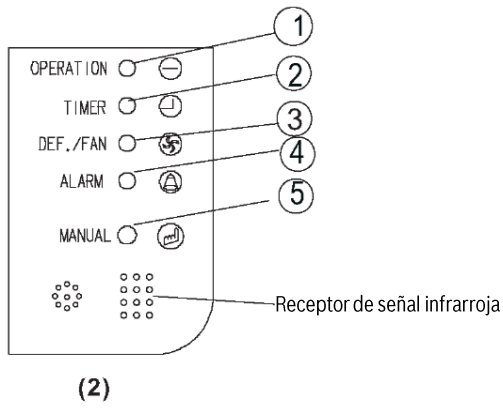 OPERATION 1
TIMER 2
DEF./FAN 3
ALARM 4
MANUAL 5
Receptor de señal infrarroja
(2)